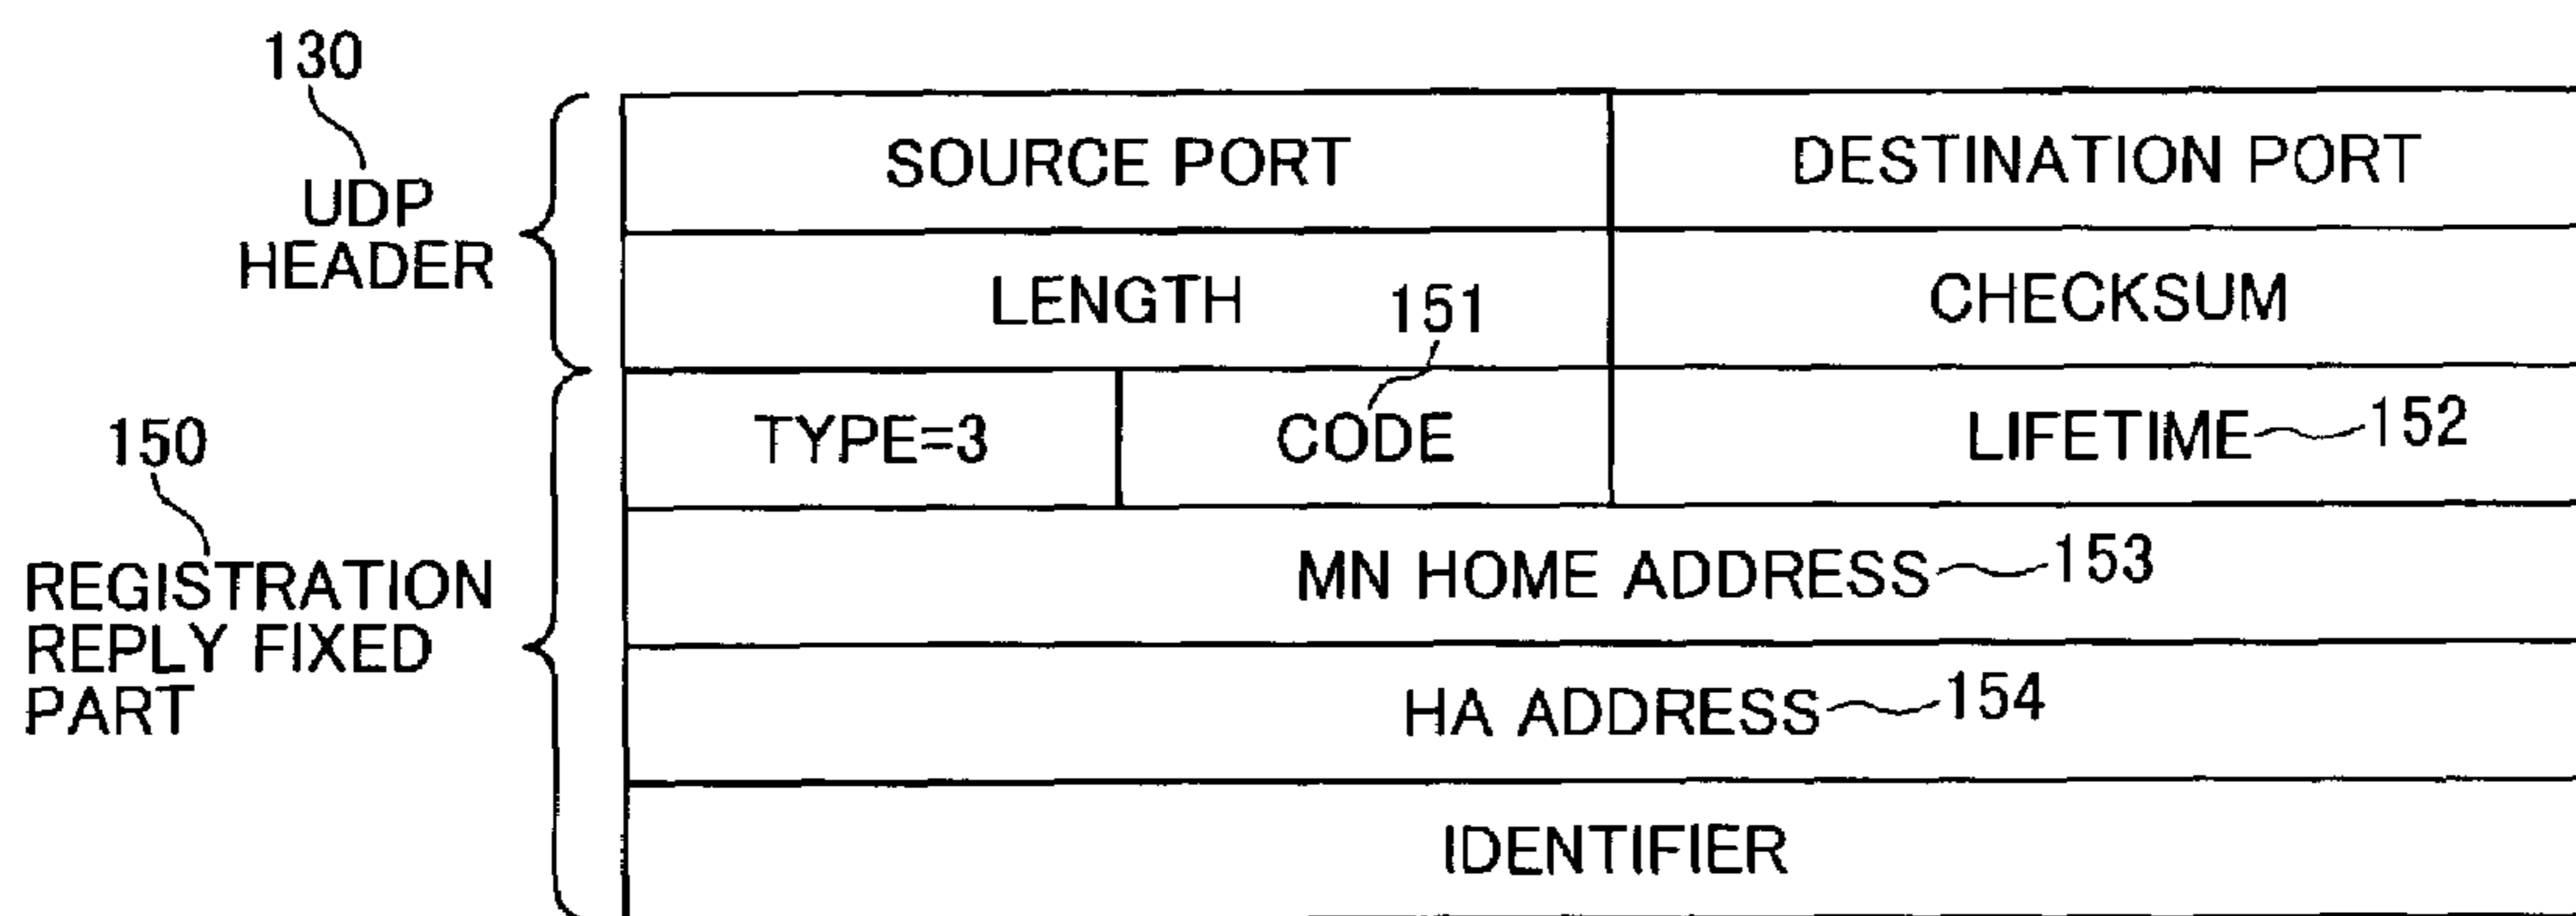 130
UDP
HEADER
SOURCE PORT
DESTINATION PORT
LENGTH
151
CHECKSUM
150
REGISTRATION
REPLY FIXED
PART
TYPE=3
CODE
LIFETIME 152
MN HOME ADDRESS 153
HA ADDRESS 154
IDENTIFIER